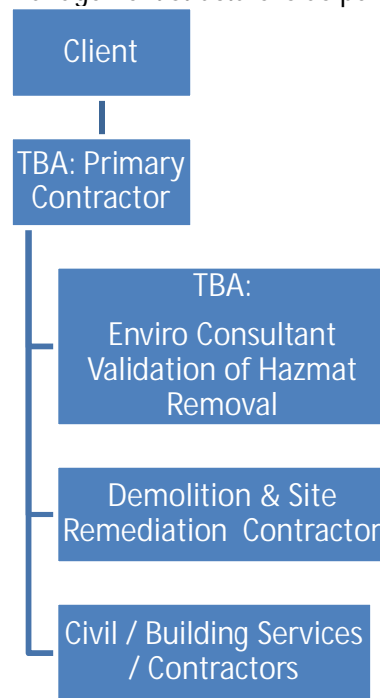 Client
TBA: Primary
Contractor
TBA:
Enviro Consultant
Validation of Hazmat
Removal
Demolition & Site
Remediation Contractor
Civil / Building Services
/ Contractors